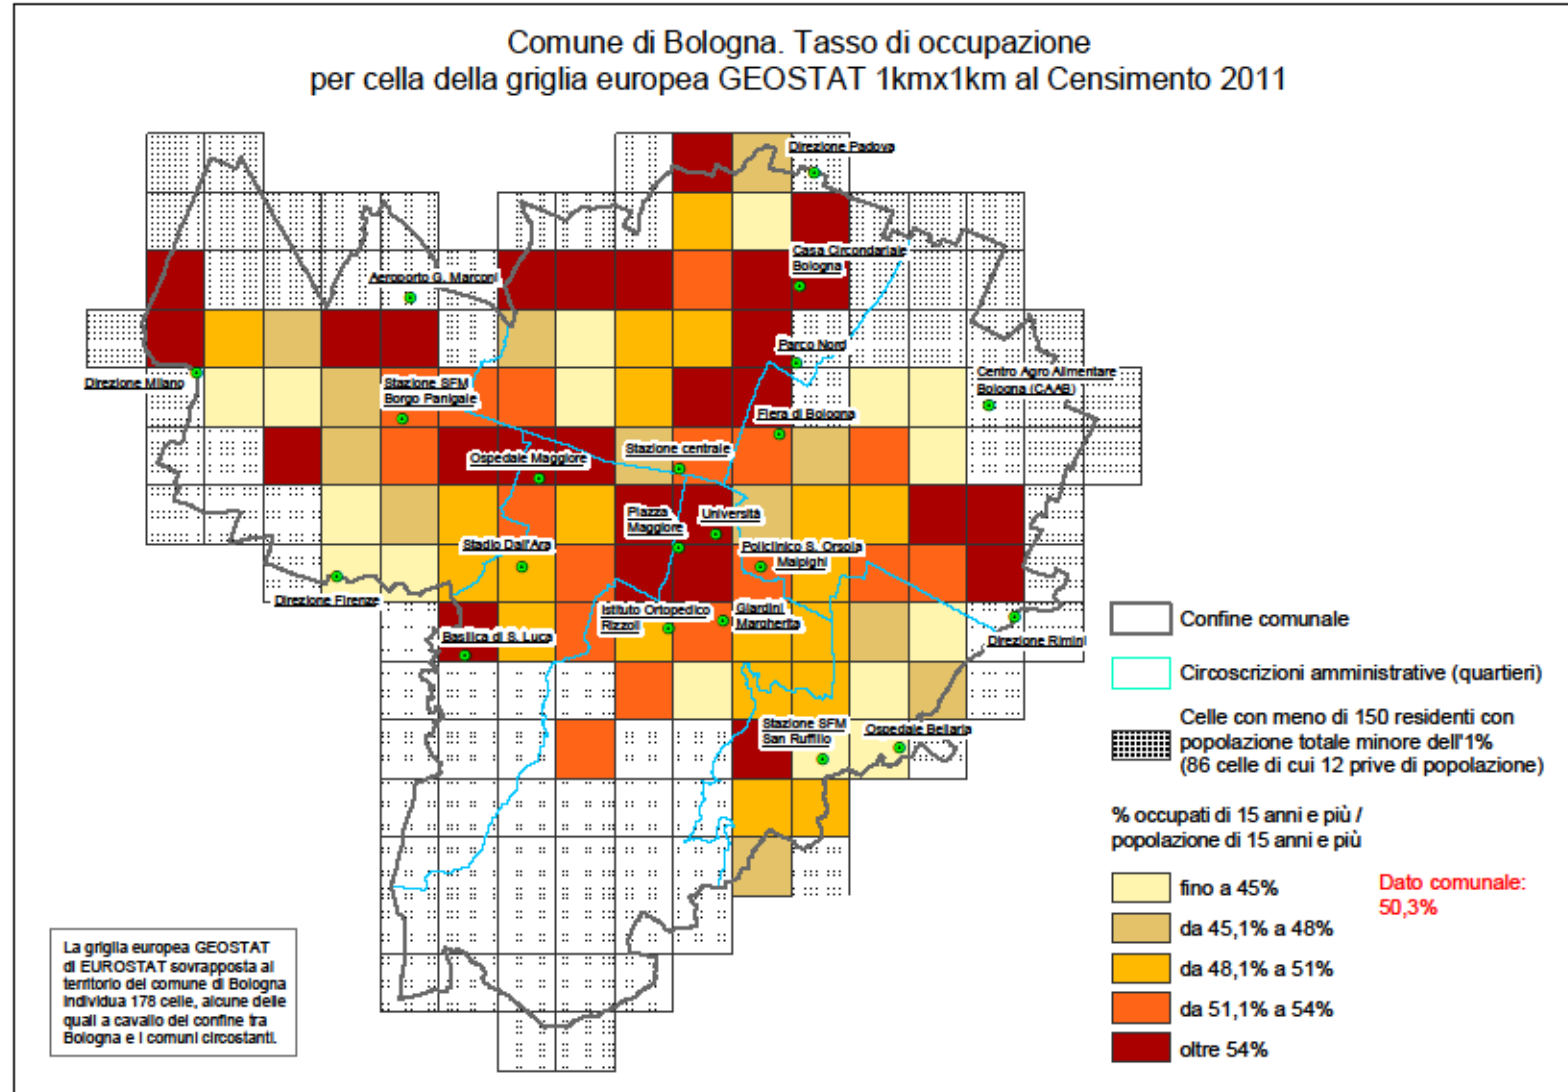 Comune di Bologna. Tasso di occupazione
per cella della griglia europea GEOSTAT 1kmx1km al Censimento 2011
Direzione Padova
Casa Circondariale
Bologna
Aeroporto G. Marconi
Parco Nord
Direzione Milano
Stazione SFM
Borgo Panigale
Centro Agro Alimentare
Bologna (CAAB)
Fiera di Bologna
Ospedale Maggiore
Stazione centrale
Piazza
Maggiore
Università
Stadio Dall'Ara
Policlinico S. Orsola
Malpighi
Direzione Firenze
Istituto Ortopedico
Rizzoli
Giardini
Margherita
Basilica di S. Luca
Direzione Rimini
Stazione SFM
San Ruffillo
Ospedale Bellaria
Confine comunale
Circoscrizioni amministrative (quartieri)
Celle con meno di 150 residenti con
popolazione totale minore dell'1%
(86 celle di cui 12 prive di popolazione)
% occupati di 15 anni e più /
popolazione di 15 anni e più
fino a 45%
da 45,1% a 48%
da 48,1% a 51%
da 51,1% a 54%
oltre 54%
Dato comunale:
50,3%
La griglia europea GEOSTAT
di EUROSTAT sovrapposta al
territorio del comune di Bologna
individua 178 celle, alcune delle
quali a cavallo del confine tra
Bologna e i comuni circostanti.